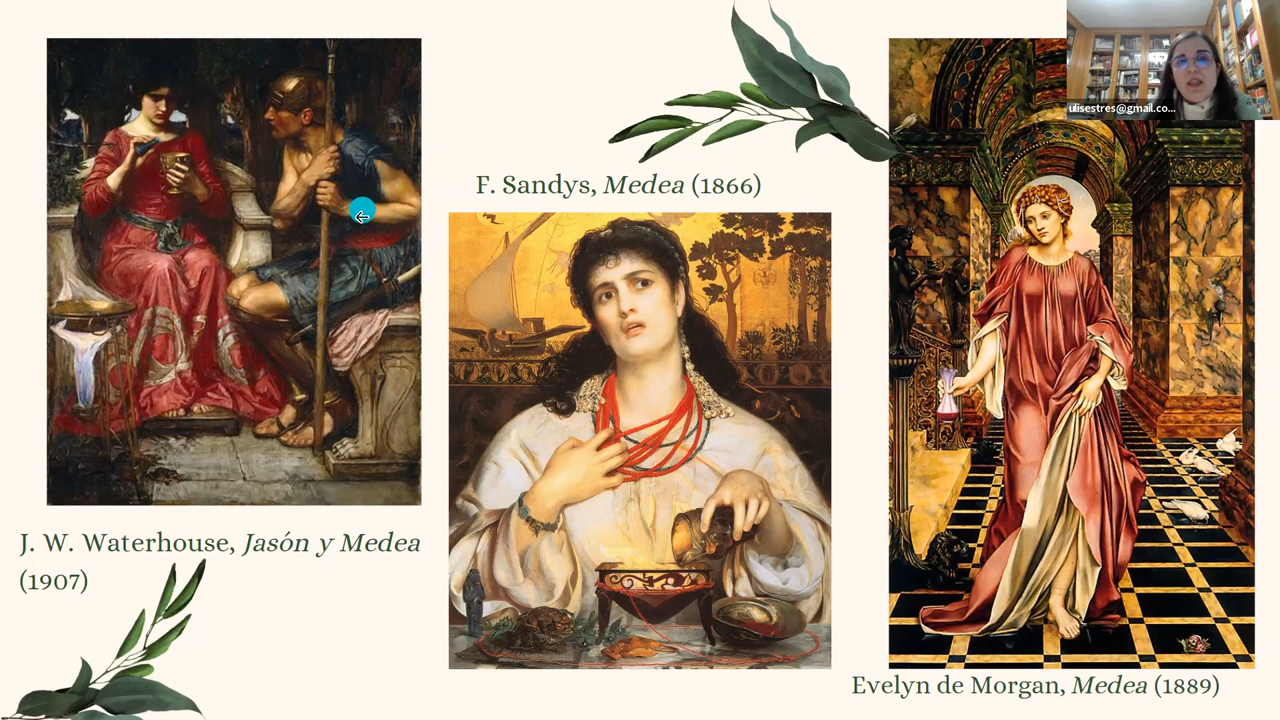 ulisestres@gmail.co...
F. Sandys, Medea (1866)
J. W. Waterhouse, Jasón y Medea
(1907)
Evelyn de Morgan, Medea (1889)